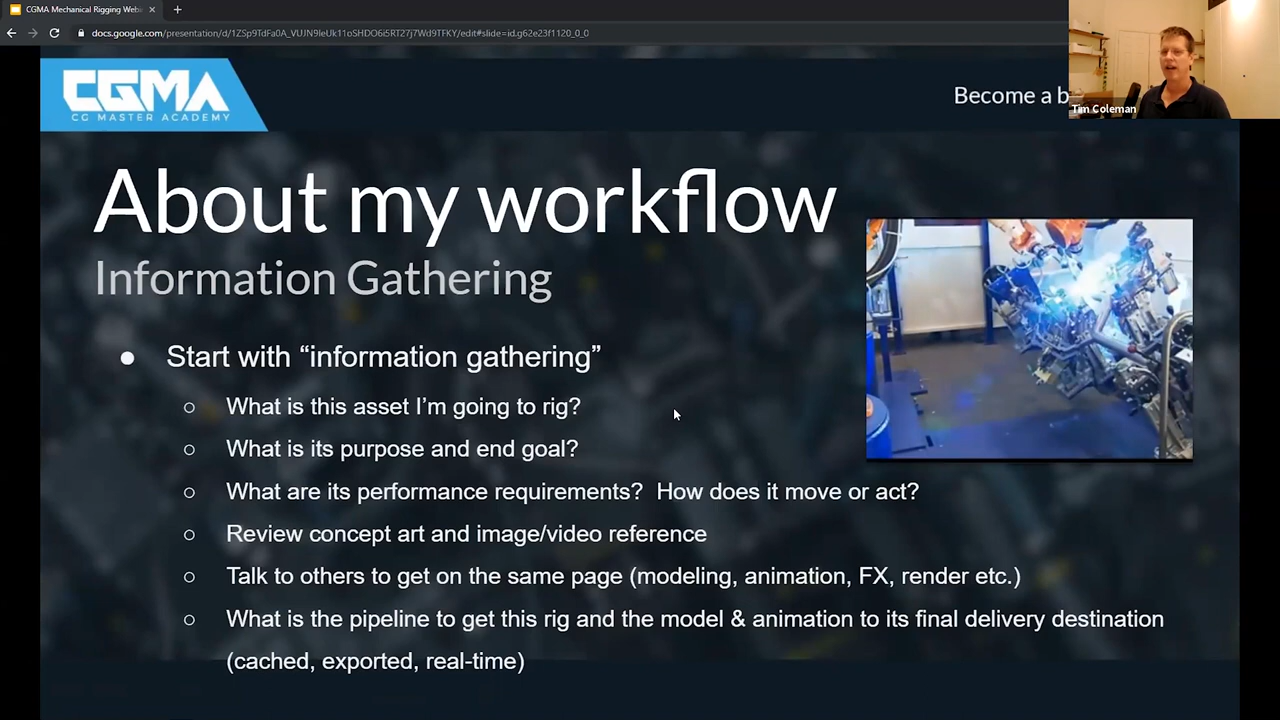 CGMA Mechanical Rigging Webi
docs.google.com/presentation/d/1ZSp9TdFa0A_VUJN9IeUk11oSHDO6i5RT27j7Wd9TFKY/edit#slide=id.g62e23f1120_0_0
CGMA
CG MASTER ACADEMY
Become a b
Tim Coleman
About my workflow
Information Gathering
● Start with “information gathering”
○ What is this asset I’m going to rig?
○ What is its purpose and end goal?
○ What are its performance requirements? How does it move or act?
○ Review concept art and image/video reference
○ Talk to others to get on the same page (modeling, animation, FX, render etc.)
○ What is the pipeline to get this rig and the model & animation to its final delivery destination
(cached, exported, real-time)